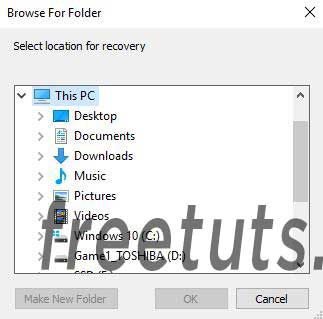 Browse For Folder
Select location for recovery
This PC
Desktop
Documents
Downloads
Music
Pictures
Videos
Windows 10 (C:)
Game1_TOSHIBA (D:)
freetuts.
Make New Folder
OK
Cancel